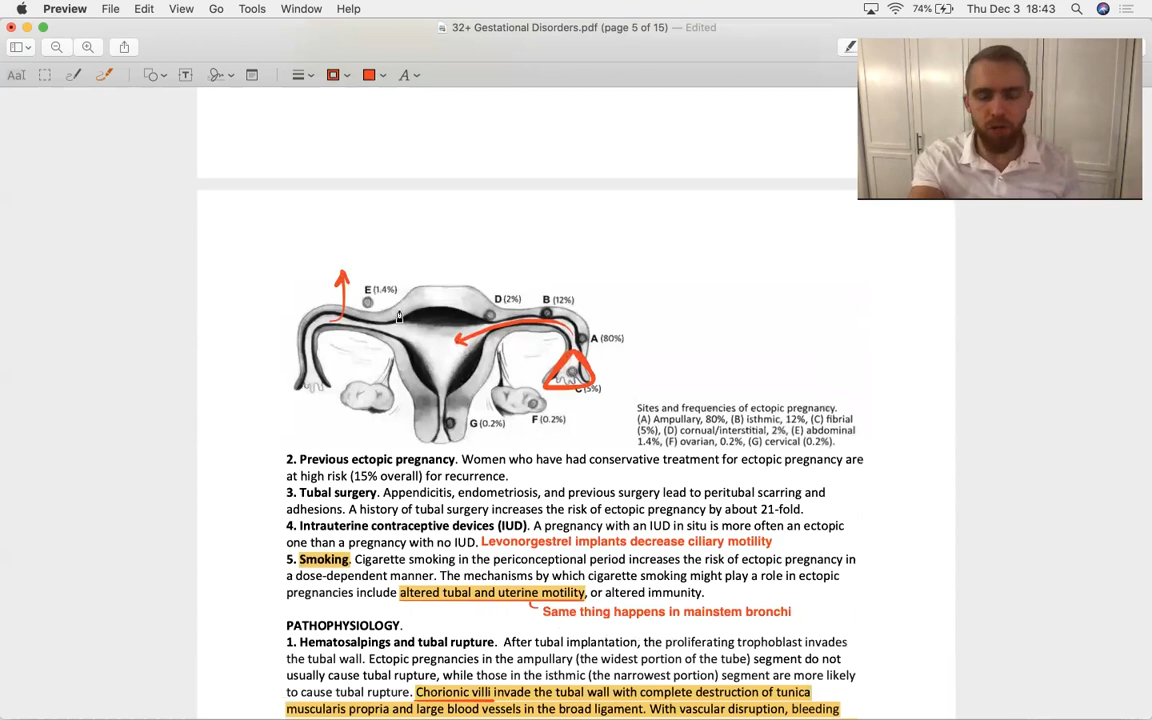 Preview File Edit View Go Tools Window Help 74% Thu Dec 3 18:43
32+ Gestational Disorders.pdf (page 5 of 15) — Edited
AaI T A
E (1.4%)
D (2%) B (12%)
A (80%)
C (5%)
F (0.2%)
G (0.2%)
Sites and frequencies of ectopic pregnancy.
(A) Ampullary, 80%, (B) isthmic, 12%, (C) fibrial
(5%), (D) cornual/interstitial, 2%, (E) abdominal
1.4%, (F) ovarian, 0.2%, (G) cervical (0.2%).
2. Previous ectopic pregnancy. Women who have had conservative treatment for ectopic pregnancy are
at high risk (15% overall) for recurrence.
3. Tubal surgery. Appendicitis, endometriosis, and previous surgery lead to peritubal scarring and
adhesions. A history of tubal surgery increases the risk of ectopic pregnancy by about 21-fold.
4. Intrauterine contraceptive devices (IUD). A pregnancy with an IUD in situ is more often an ectopic
one than a pregnancy with no IUD. Levonorgestrel implants decrease ciliary motility
5. Smoking. Cigarette smoking in the periconceptional period increases the risk of ectopic pregnancy in
a dose-dependent manner. The mechanisms by which cigarette smoking might play a role in ectopic
pregnancies include altered tubal and uterine motility, or altered immunity.
Same thing happens in mainstem bronchi
PATHOPHYSIOLOGY.
1. Hematosalpings and tubal rupture. After tubal implantation, the proliferating trophoblast invades
the tubal wall. Ectopic pregnancies in the ampullary (the widest portion of the tube) segment do not
usually cause tubal rupture, while those in the isthmic (the narrowest portion) segment are more likely
to cause tubal rupture. Chorionic villi invade the tubal wall with complete destruction of tunica
muscularis propria and large blood vessels in the broad ligament. With vascular disruption, bleeding